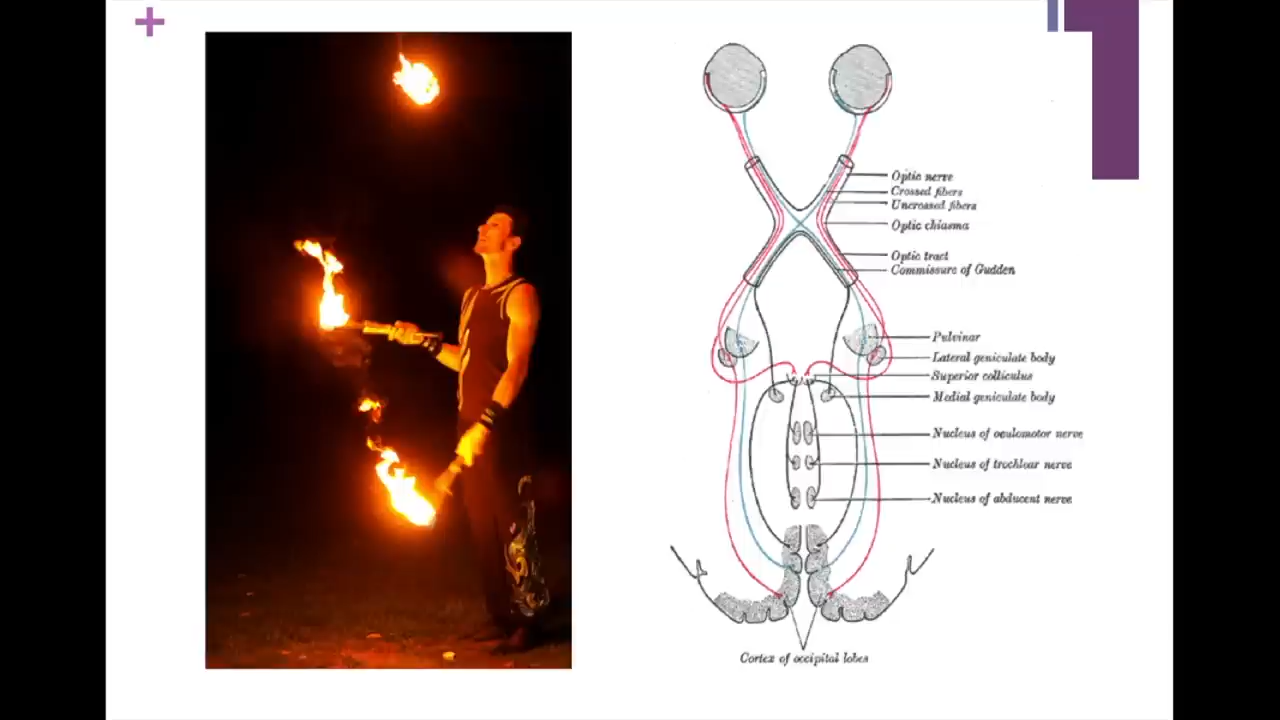 Optic nerve
Crossed fibers
Uncrossed fibers
Optic chiasma
Optic tract
Commissure of Gudden
Pulvinar
Lateral geniculate body
Superior colliculus
Medial geniculate body
Nucleus of oculomotor nerve
Nucleus of trochlear nerve
Nucleus of abducent nerve
Cortex of occipital lobes